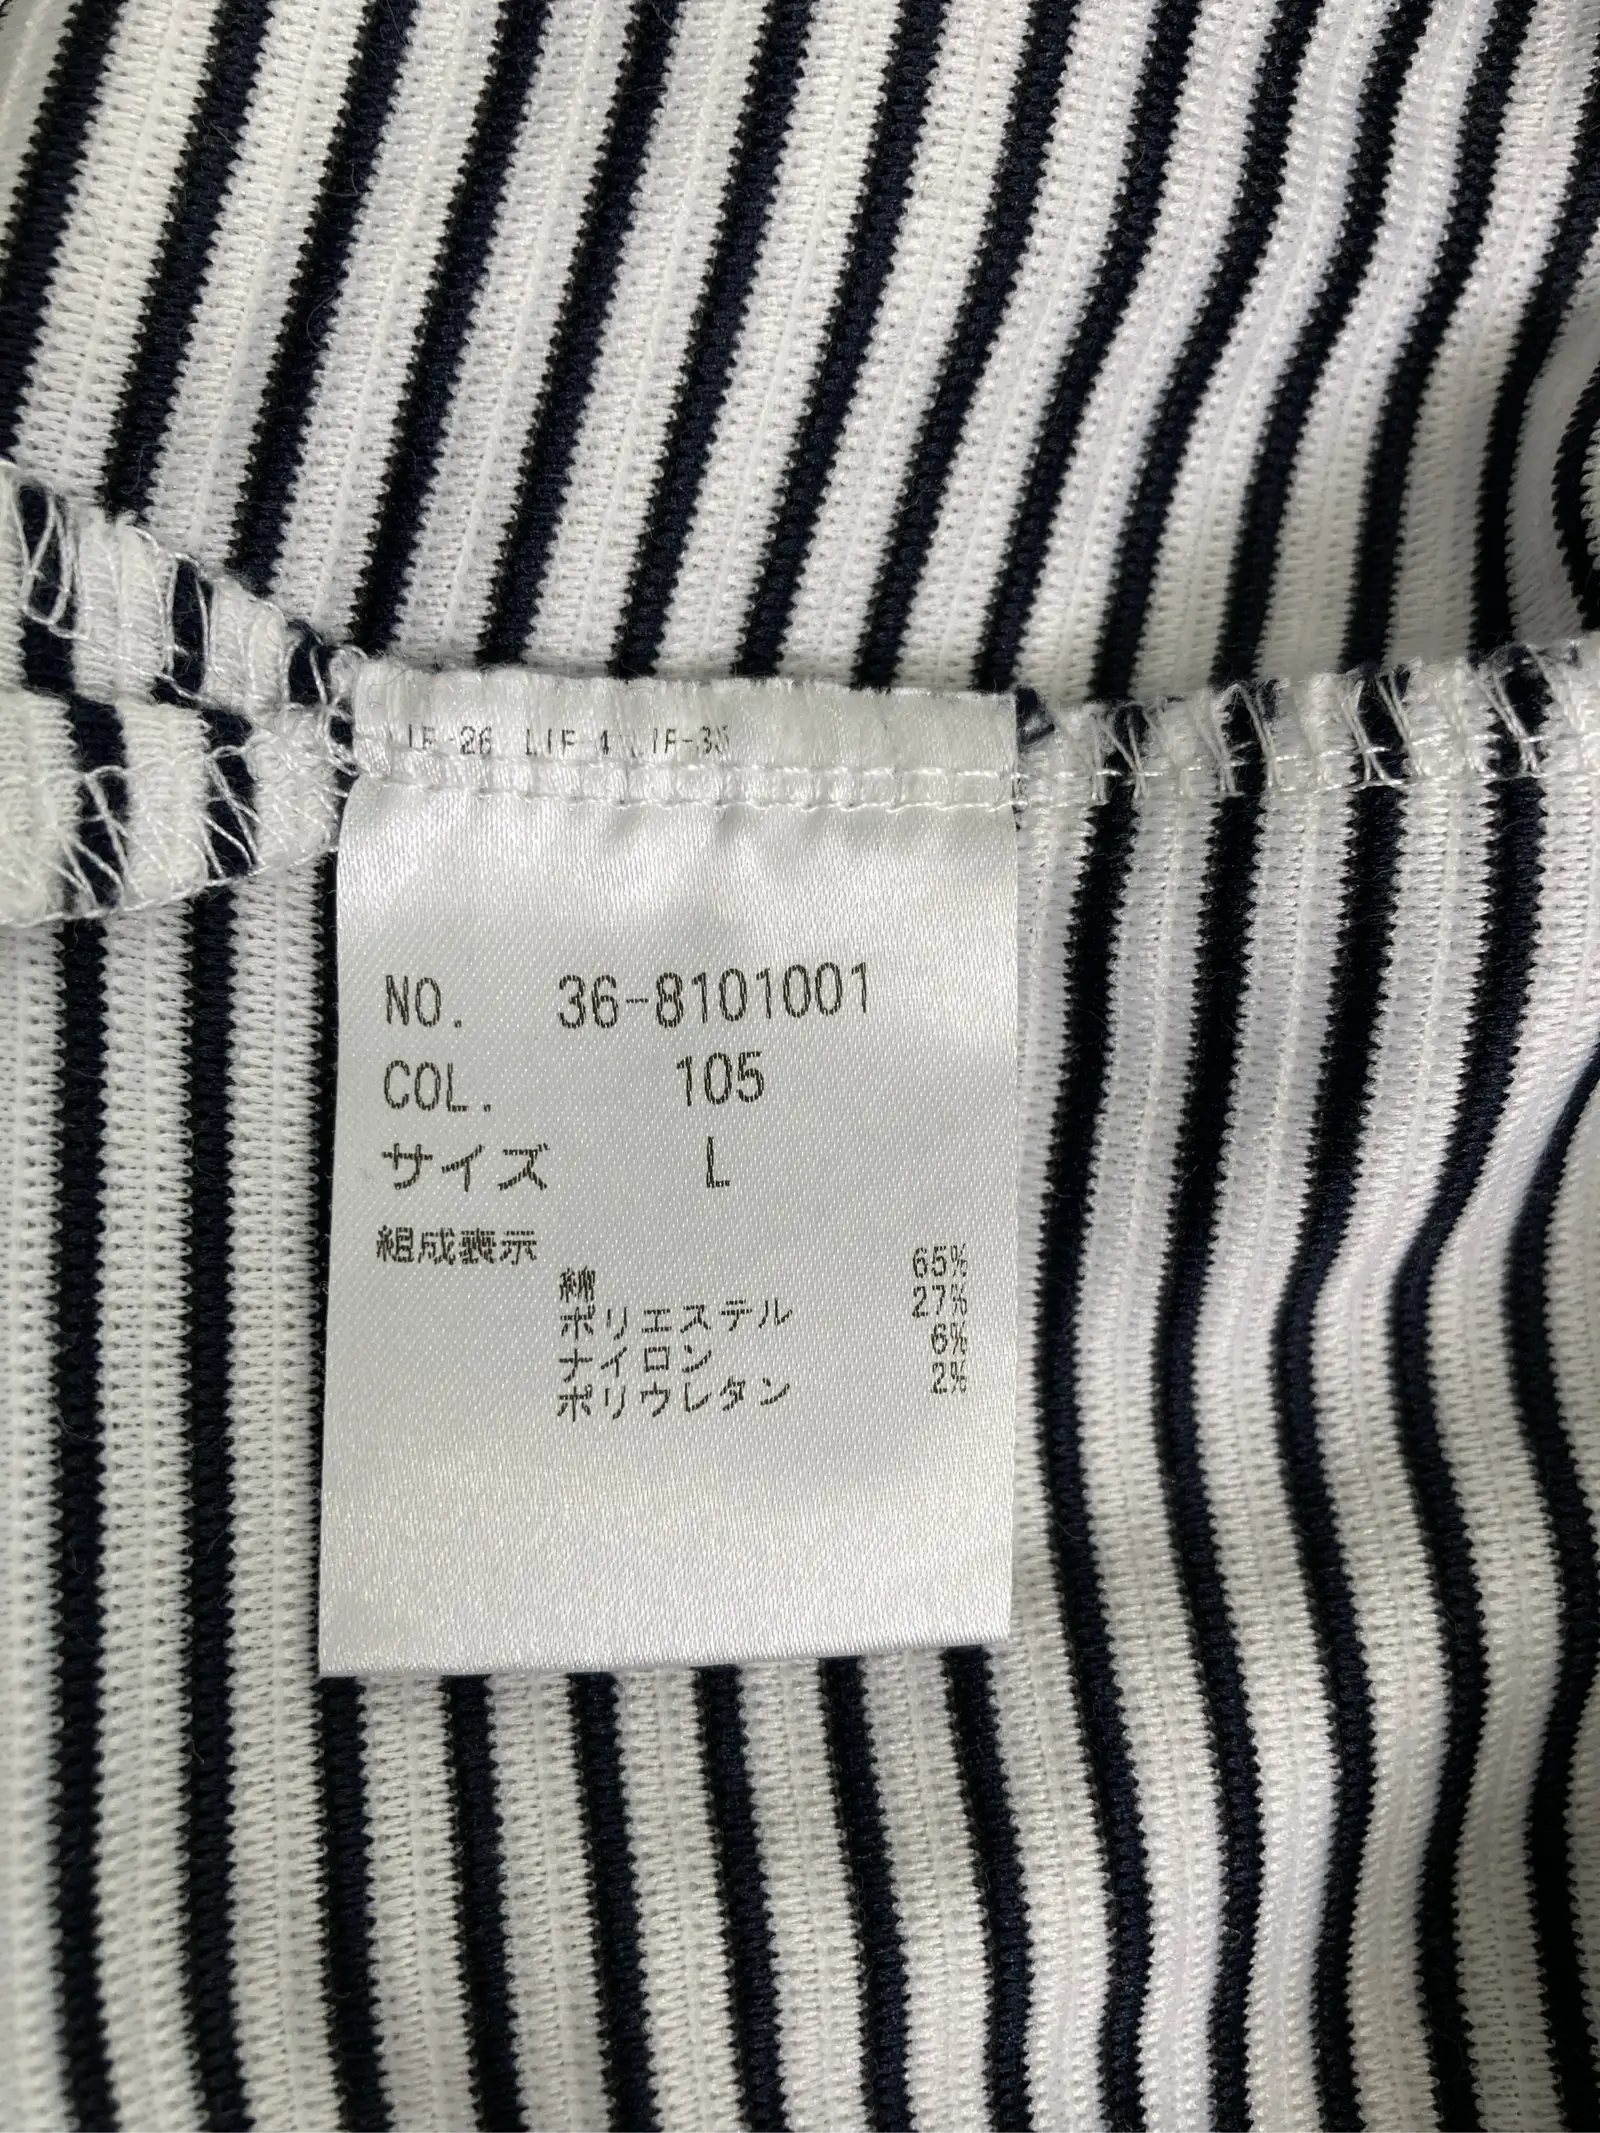 NO. 36-8101001
COL. 105
サイズ L
組成表示
綿 65%
ポリエステル 27%
ナイロン 6%
ポリウレタン 2%